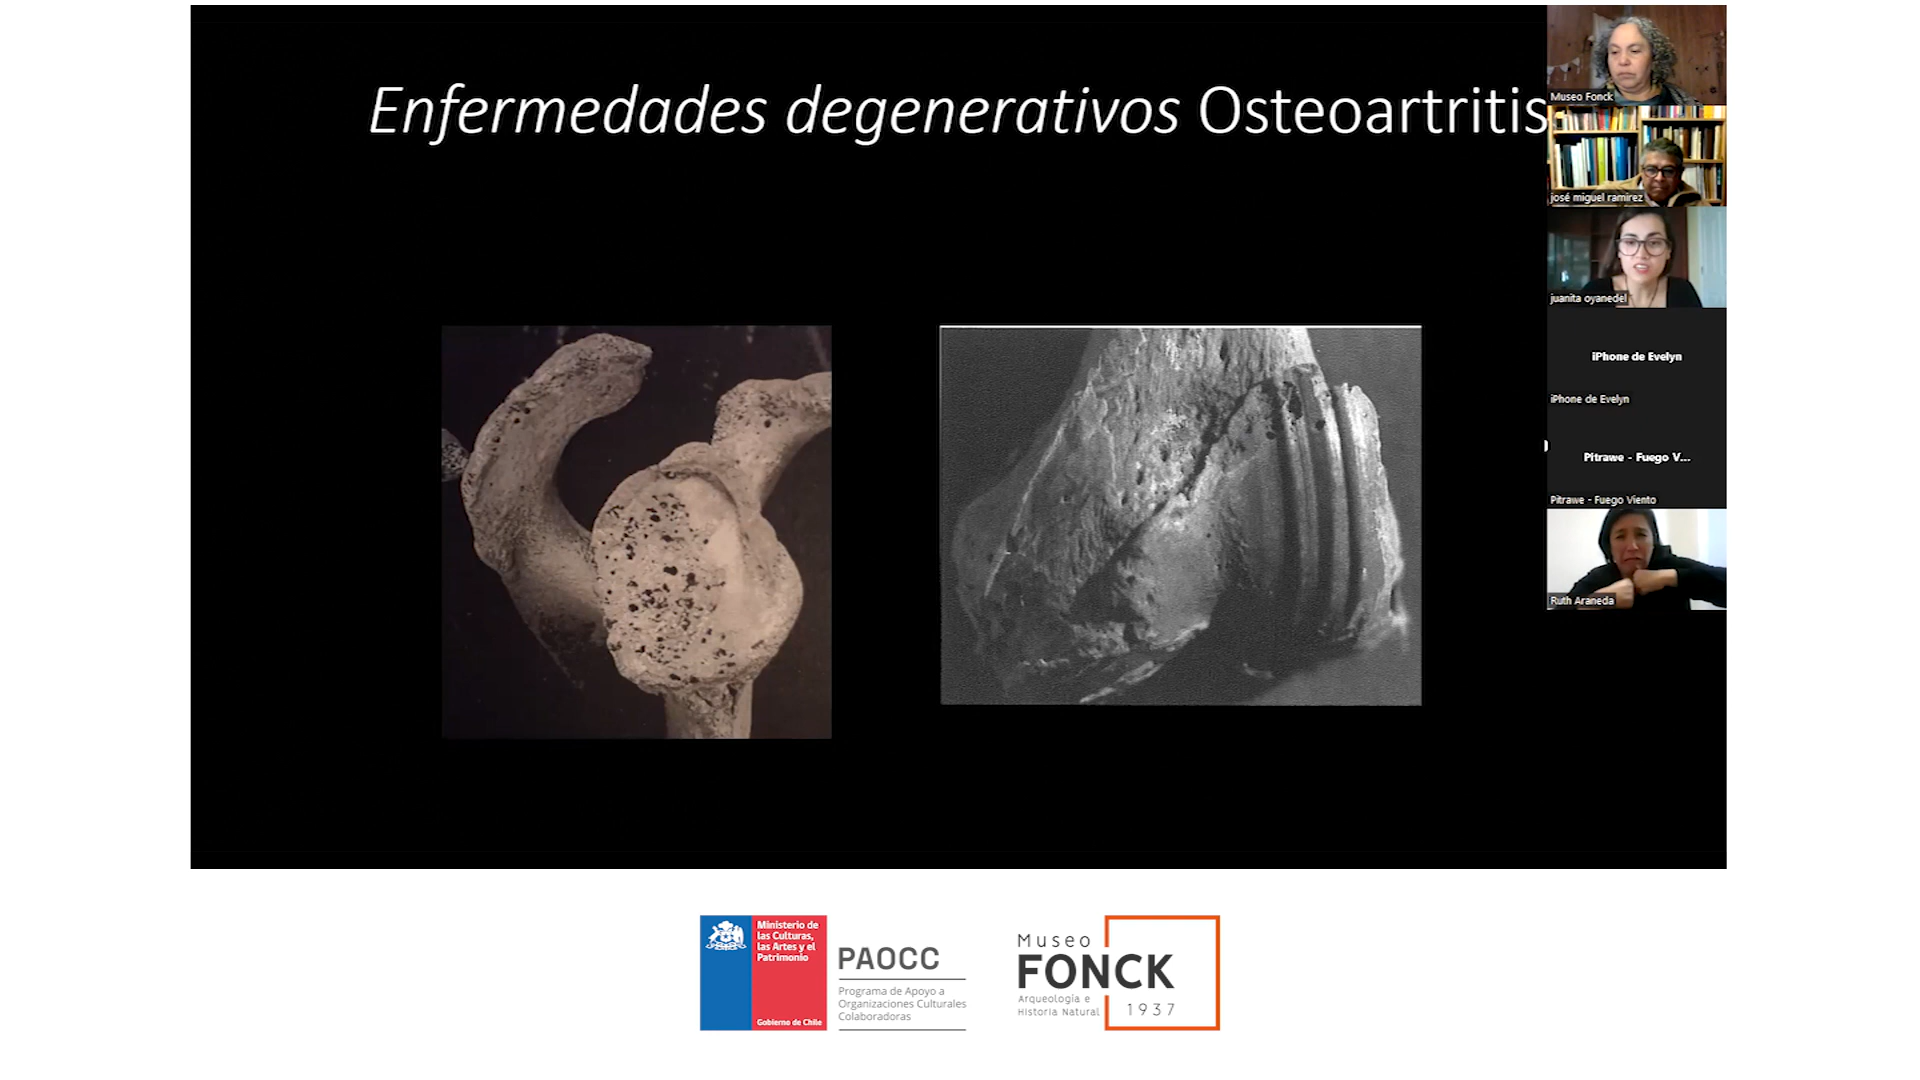 Enfermedades degenerativos Osteoartritis
Museo Fonck
josé miguel ramirez
juanita oyanedel
iPhone de Evelyn
iPhone de Evelyn
Pitrawe - Fuego V...
Pitrawe - Fuego Viento
Ruth Araneda
Ministerio de
las Culturas,
las Artes y el
Patrimonio
Gobierno de Chile
PAOCC
Programa de Apoyo a
Organizaciones Culturales
Colaboradoras
Museo
FONCK
Arqueología e
Historia Natural
1937